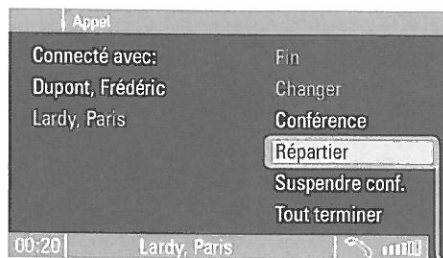 Appel
Connecté avec:
Dupont, Frédéric
Lardy, Paris
Fin
Changer
Conférence
Répartier
Suspendre conf.
Tout terminer
00:20
Lardy, Paris